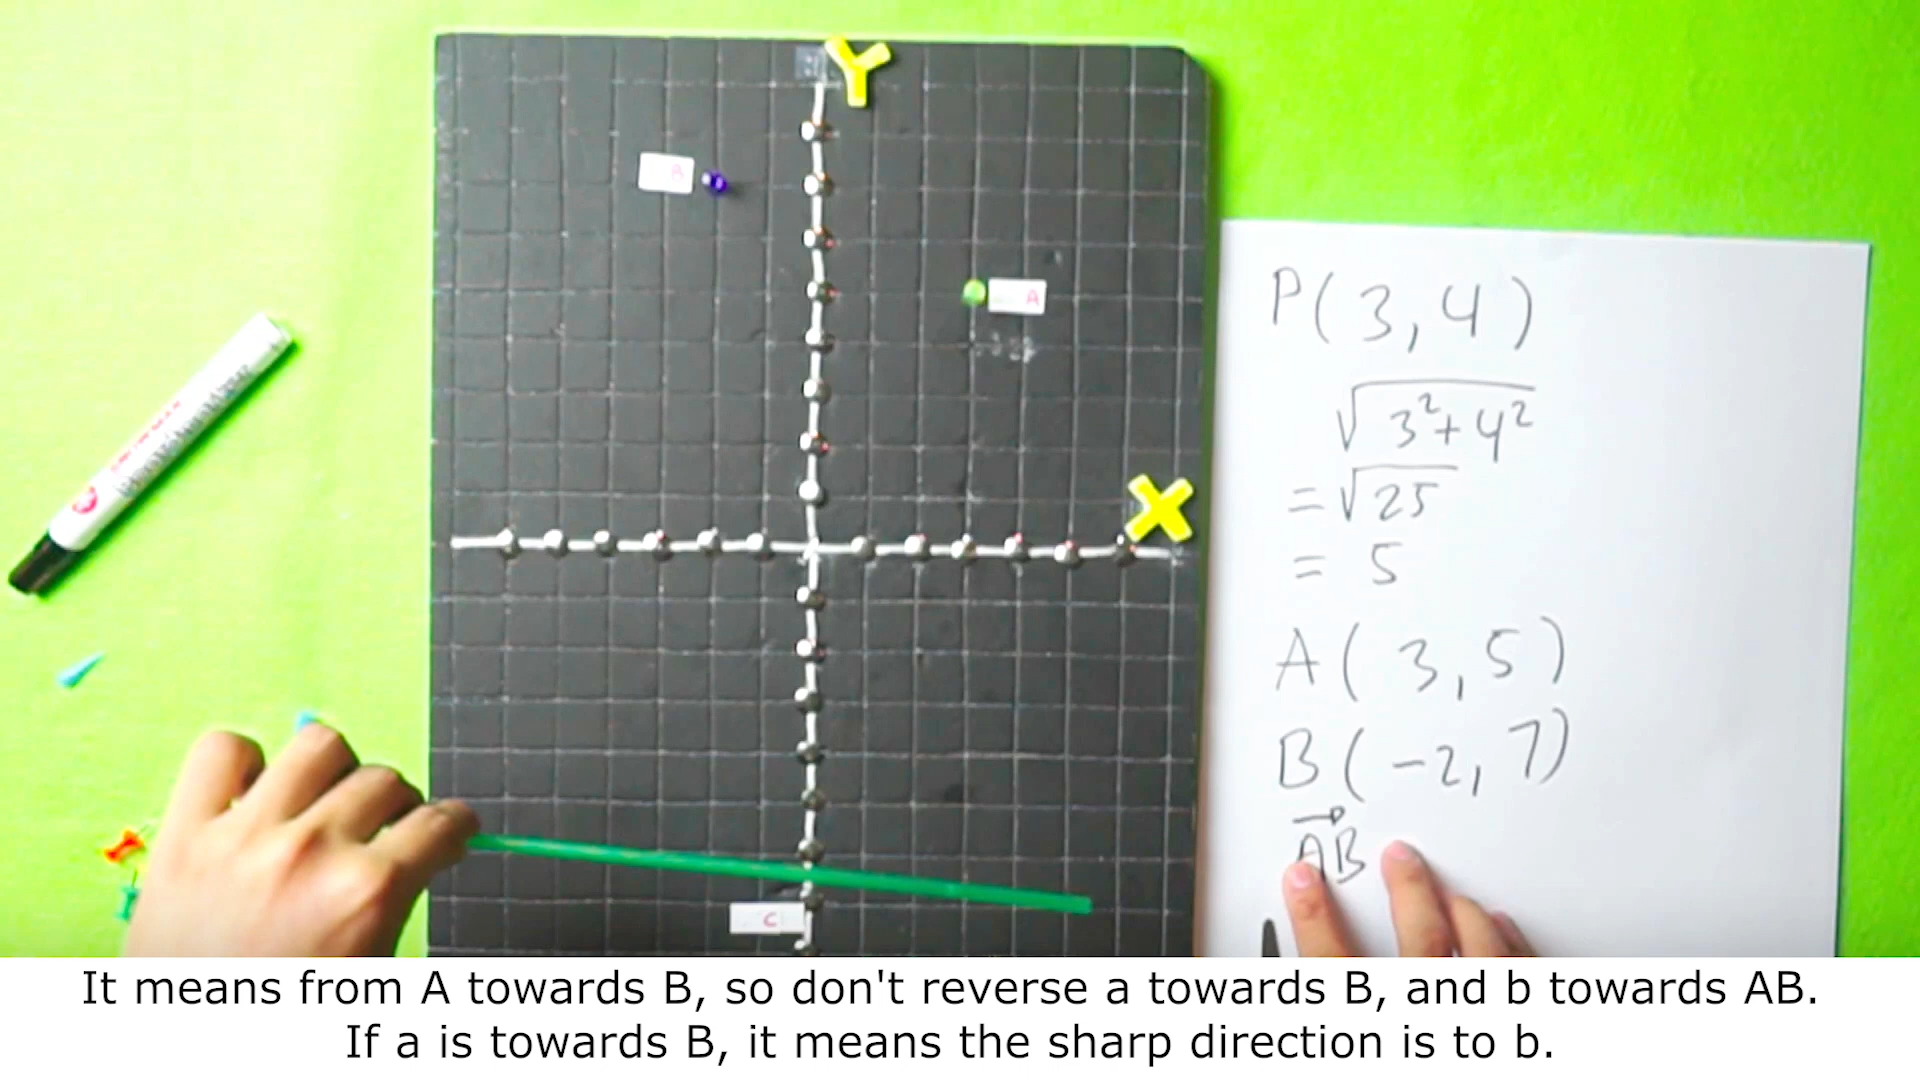 Y
B
A
X
C
P(3,4)
√3²+4²
=√25
= 5
A(3,5)
B(-2,7)
AB
It means from A towards B, so don't reverse a towards B, and b towards AB.
If a is towards B, it means the sharp direction is to b.